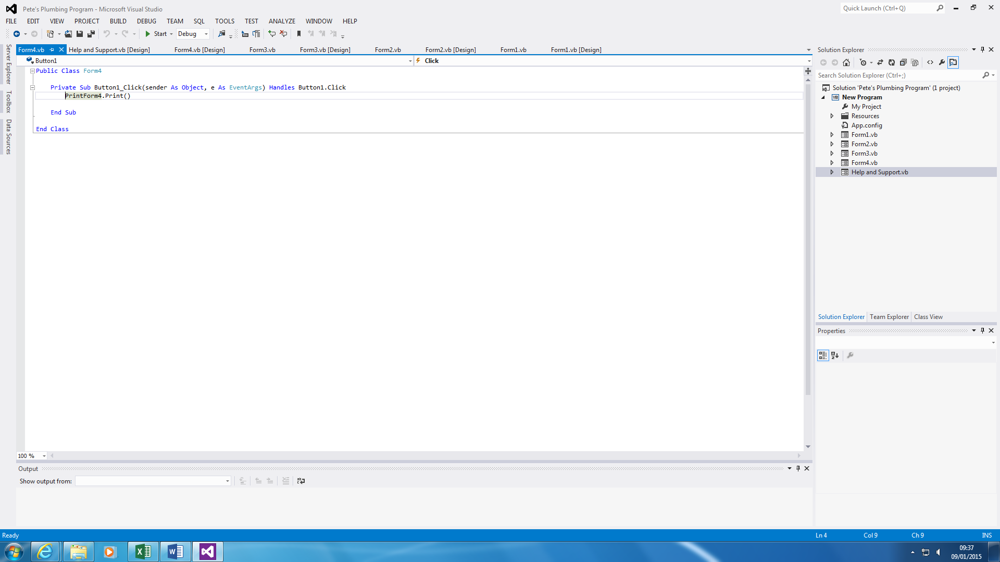 Pete's Plumbing Program - Microsoft Visual Studio
Quick Launch (Ctrl+Q)
FILE EDIT VIEW PROJECT BUILD DEBUG TEAM SQL TOOLS TEST ANALYZE WINDOW HELP
Start Debug
Server Explorer
Toolbox
Data Sources
Form4.vb Help and Support.vb [Design] Form4.vb [Design] Form3.vb Form3.vb [Design] Form2.vb Form2.vb [Design] Form1.vb Form1.vb [Design]
Button1 Click
Public Class Form4
Private Sub Button1_Click(sender As Object, e As EventArgs) Handles Button1.Click
PrintForm4.Print()
End Sub
End Class
100 %
Output
Show output from:
Solution Explorer
Search Solution Explorer (Ctrl+;)
Solution 'Pete's Plumbing Program' (1 project)
VB New Program
My Project
Resources
App.config
Form1.vb
Form2.vb
Form3.vb
Form4.vb
Help and Support.vb
Solution Explorer Team Explorer Class View
Properties
Ready Ln 4 Col 9 Ch 9 INS
09:37
09/01/2015